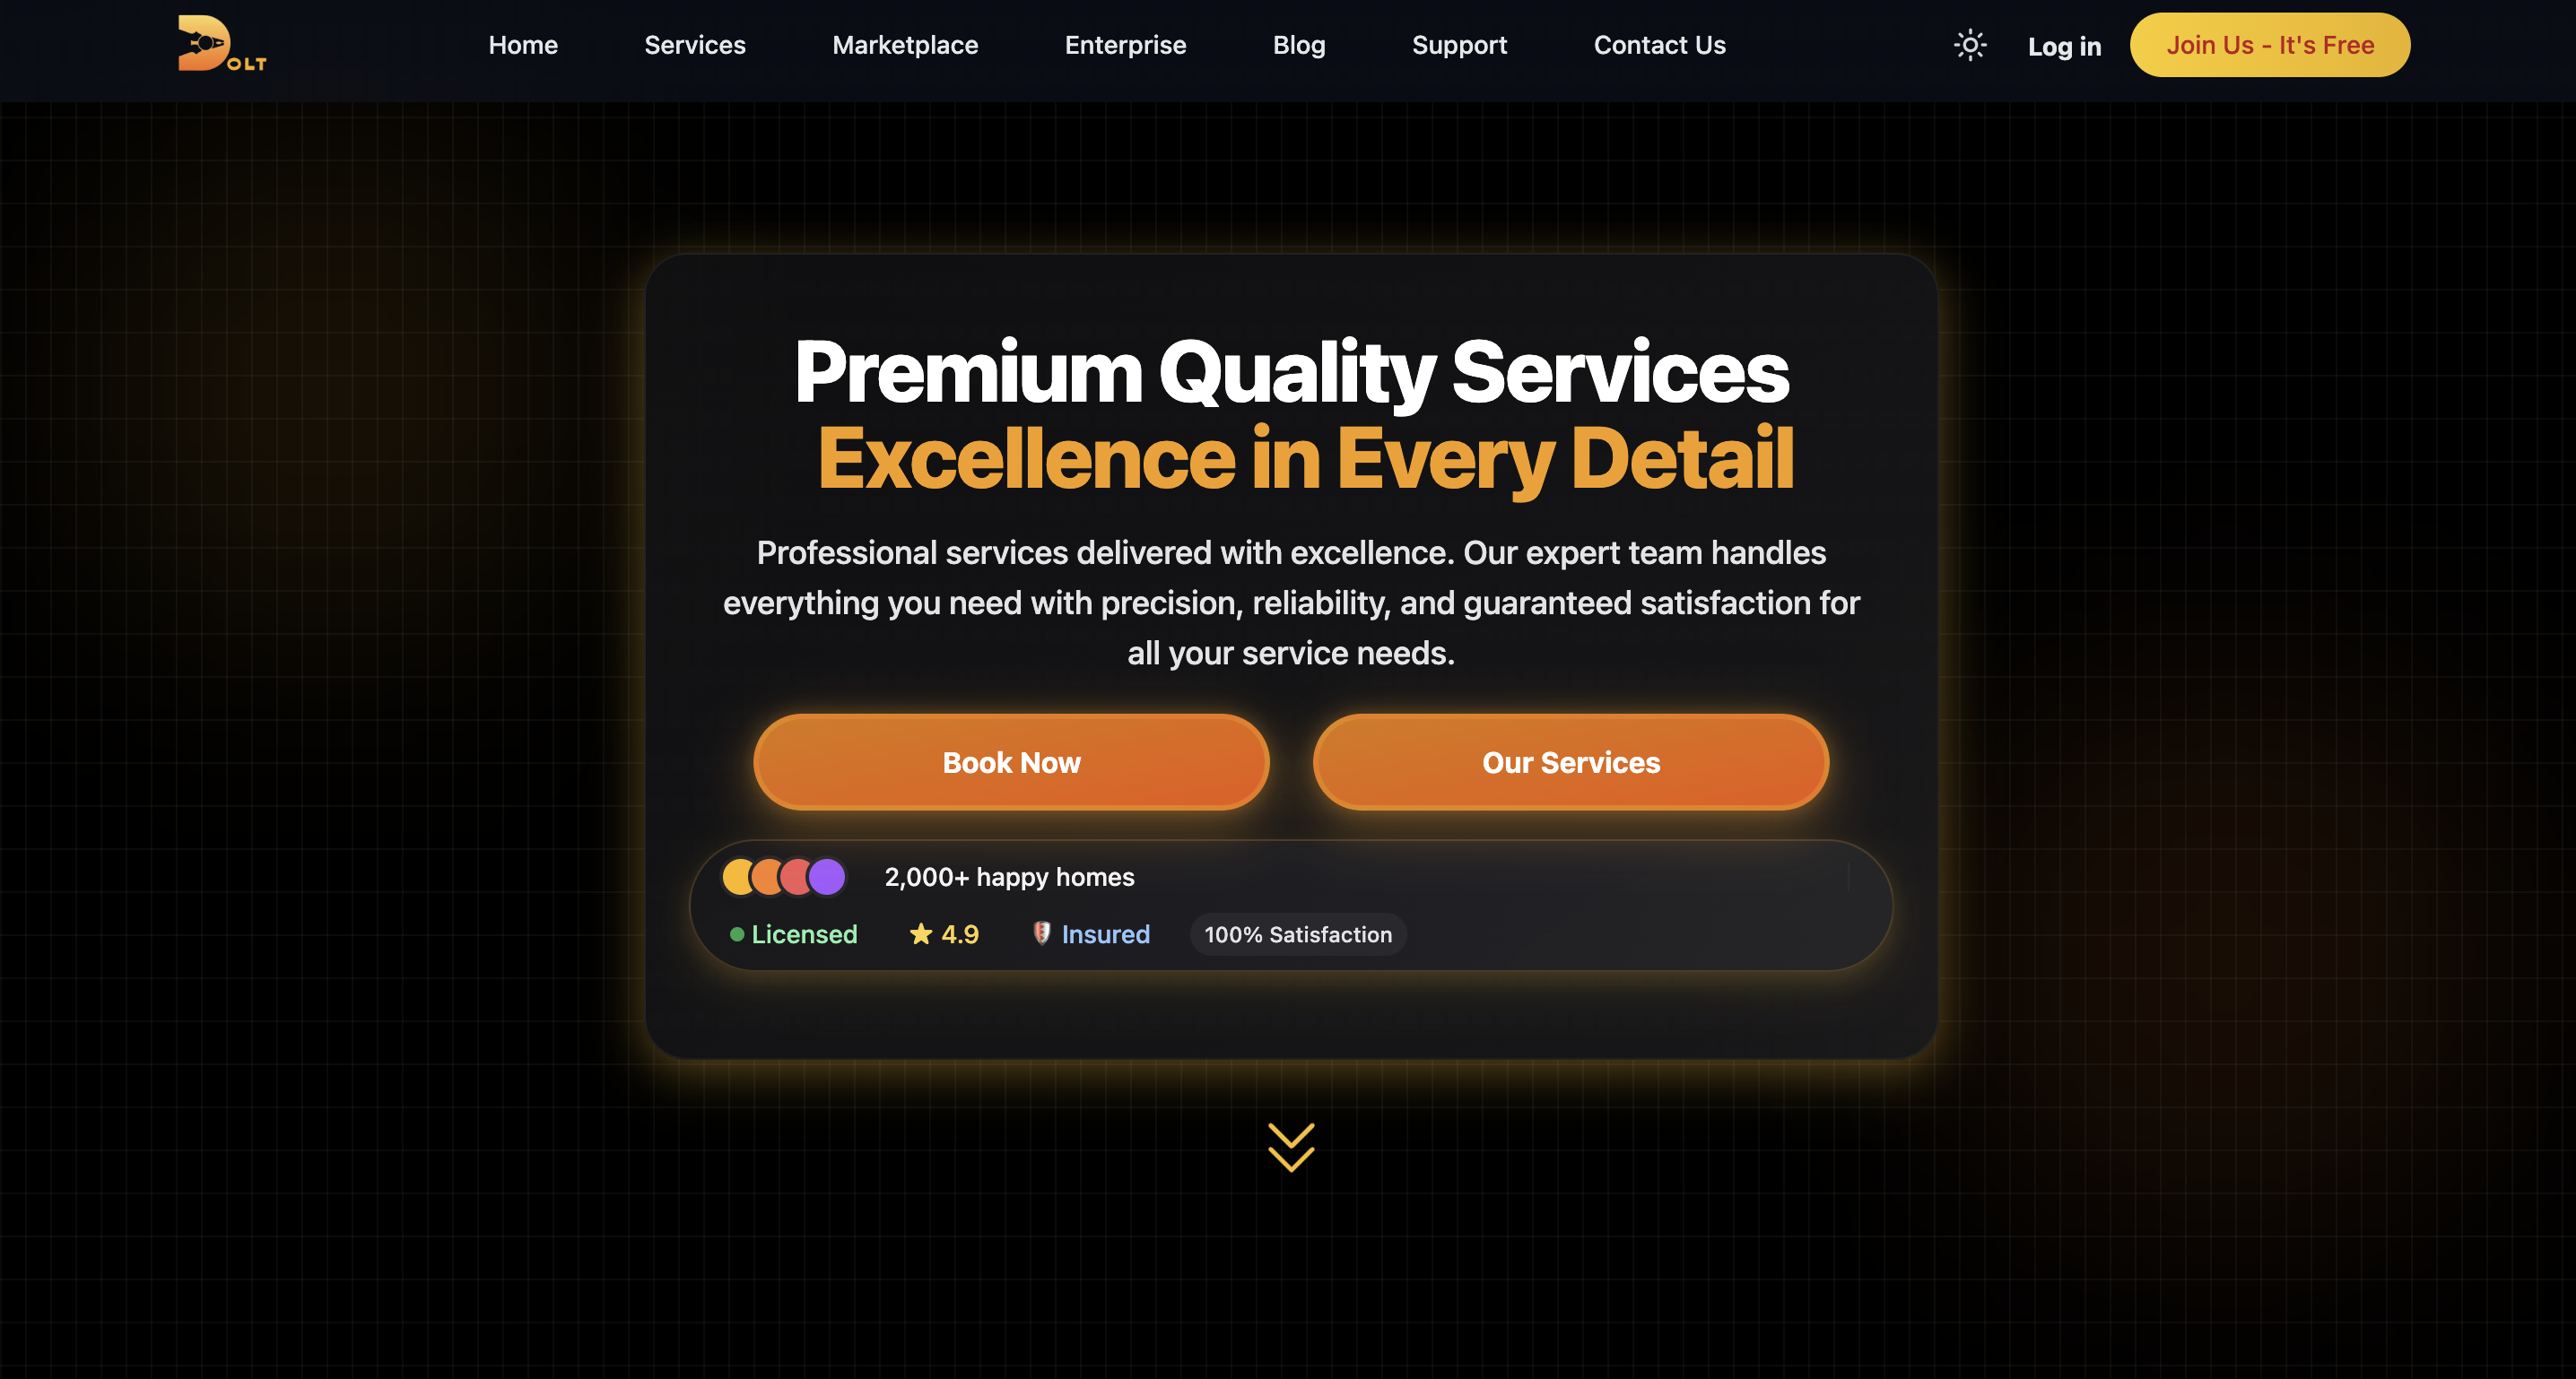 DOLT
Home Services Marketplace Enterprise Blog Support Contact Us Log in Join Us - It's Free
Premium Quality Services
Excellence in Every Detail
Professional services delivered with excellence. Our expert team handles
everything you need with precision, reliability, and guaranteed satisfaction for
all your service needs.
Book Now Our Services
2,000+ happy homes
Licensed 4.9 Insured 100% Satisfaction